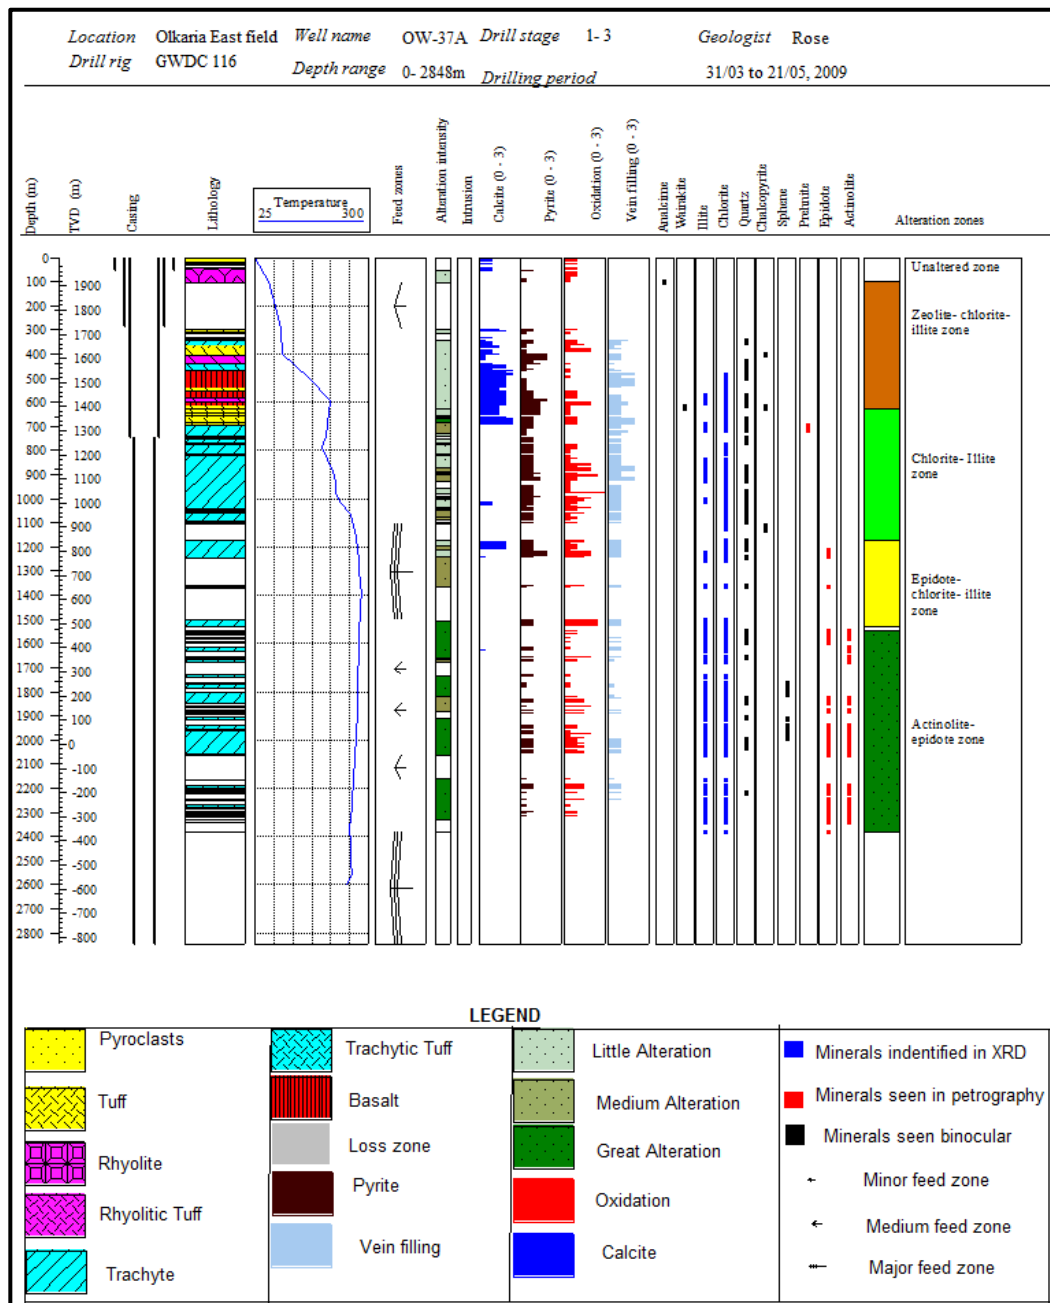 Location Olkaria East field Well name OW-37A Drill stage 1- 3 Geologist Rose
Drill rig GWDC 116 Depth range 0- 2848m Drilling period 31/03 to 21/05, 2009
Depth (m)
TVD (m)
Casing
Lithology
Temperature
25 300
Feed zones
Alteration intensity
Intrusion
Calcite (0 - 3)
Pyrite (0 - 3)
Oxidation (0 - 3)
Vein filling (0 - 3)
Analcime
Wairakite
Illite
Chlorite
Quartz
Chalcopyrite
Sphene
Prehnite
Epidote
Actinolite
Alteration zones
0
100
200
300
400
500
600
700
800
900
1000
1100
1200
1300
1400
1500
1600
1700
1800
1900
2000
2100
2200
2300
2400
2500
2600
2700
2800
1900
1800
1700
1600
1500
1400
1300
1200
1100
1000
900
800
700
600
500
400
300
200
100
0
-100
-200
-300
-400
-500
-600
-700
-800
Unaltered zone
Zeolite- chlorite-
illite zone
Chlorite- Illite
zone
Epidote-
chlorite- illite
zone
Actinolite-
epidote zone
LEGEND
Pyroclasts
Tuff
Rhyolite
Rhyolitic Tuff
Trachyte
Trachytic Tuff
Basalt
Loss zone
Pyrite
Vein filling
Little Alteration
Medium Alteration
Great Alteration
Oxidation
Calcite
Minerals indentified in XRD
Minerals seen in petrography
Minerals seen binocular
Minor feed zone
Medium feed zone
Major feed zone